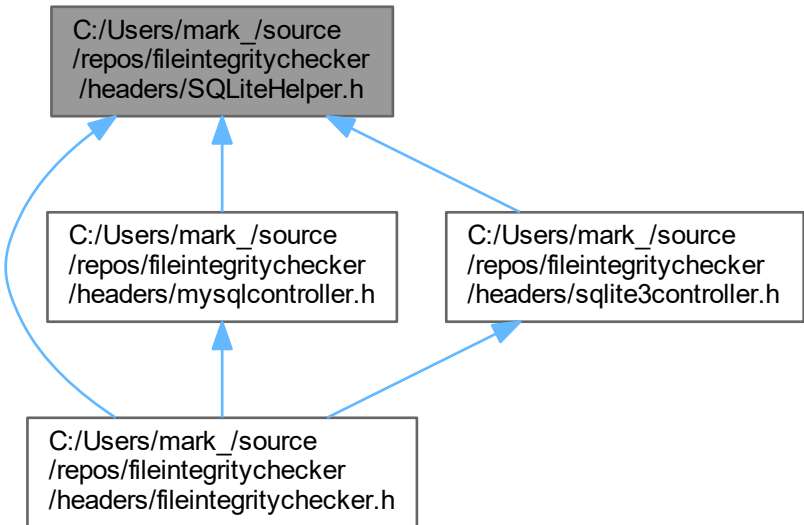 C:/Users/mark_/source
/repos/fileintegritychecker
/headers/SQLiteHelper.h
C:/Users/mark_/source
/repos/fileintegritychecker
/headers/mysqlcontroller.h
C:/Users/mark_/source
/repos/fileintegritychecker
/headers/sqlite3controller.h
C:/Users/mark_/source
/repos/fileintegritychecker
/headers/fileintegritychecker.h